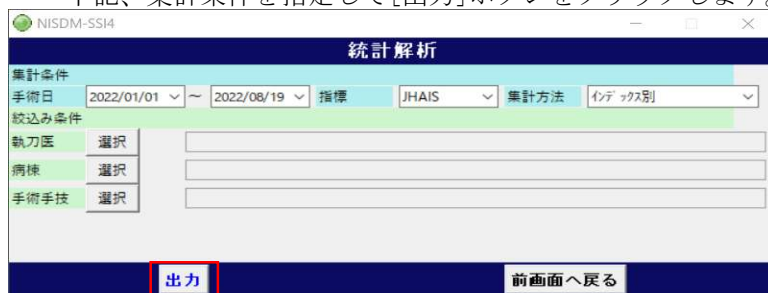 下記、集計条件を指定して[出力]ボタンをクリックします。
NISDM-SSI4
統計解析
集計条件
手術日 2022/01/01 ~ 2022/08/19 指標 JHAIS 集計方法 インデックス別
絞込み条件
執刀医 選択
病棟 選択
手術手技 選択
出力 前画面へ戻る